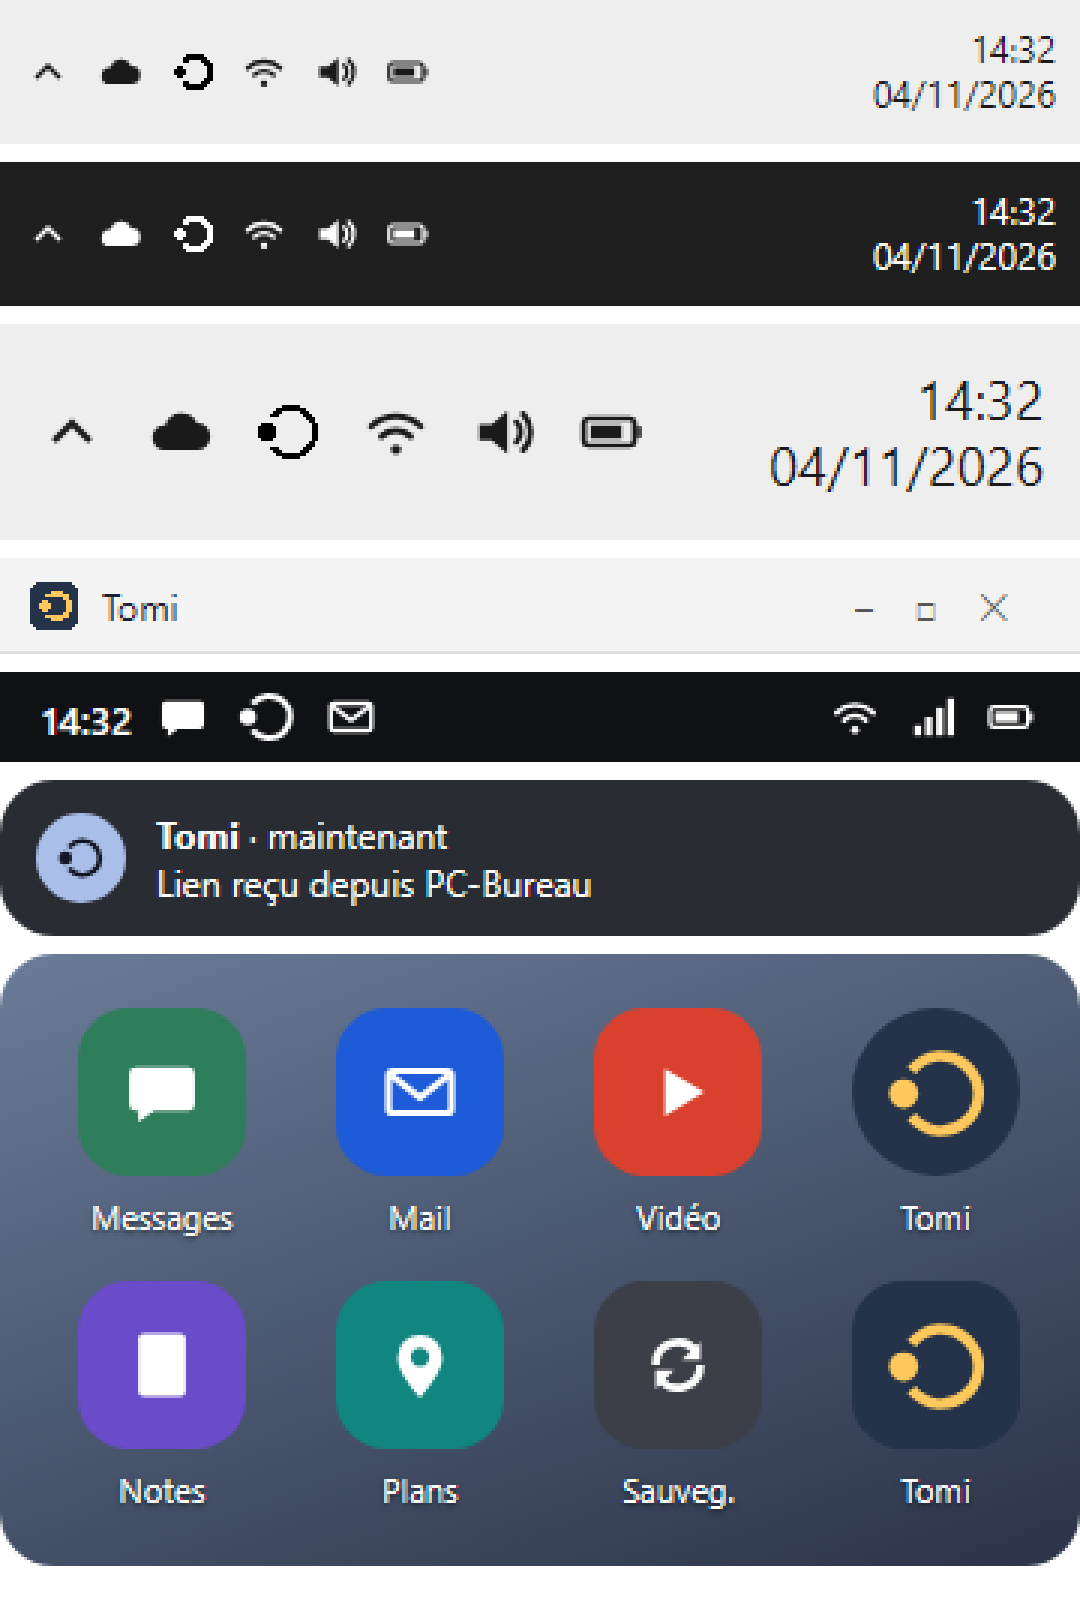 14:32
04/11/2026
14:32
04/11/2026
14:32
04/11/2026
Tomi
14:32
Tomi · maintenant
Lien reçu depuis PC-Bureau
Messages Mail Vidéo Tomi
Notes Plans Sauveg. Tomi